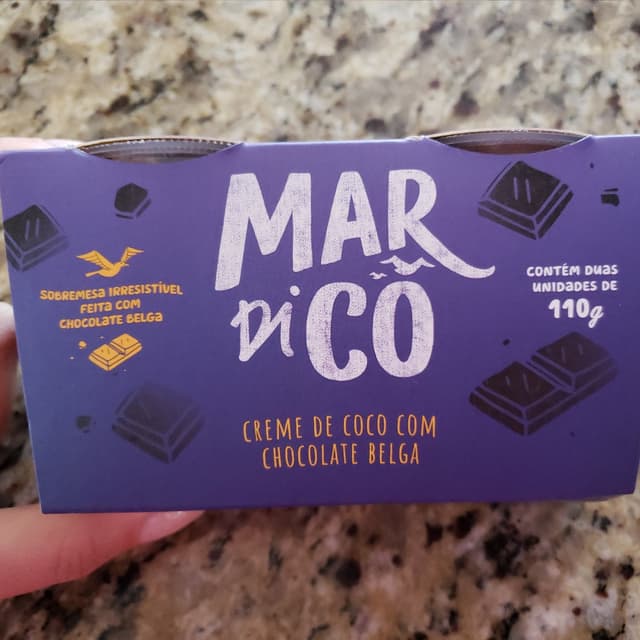 MAR
Di CÔ
SOBREMESA IRRESISTÍVEL
FEITA COM
CHOCOLATE BELGA
CONTÉM DUAS
UNIDADES DE
110g
CREME DE COCO COM
CHOCOLATE BELGA